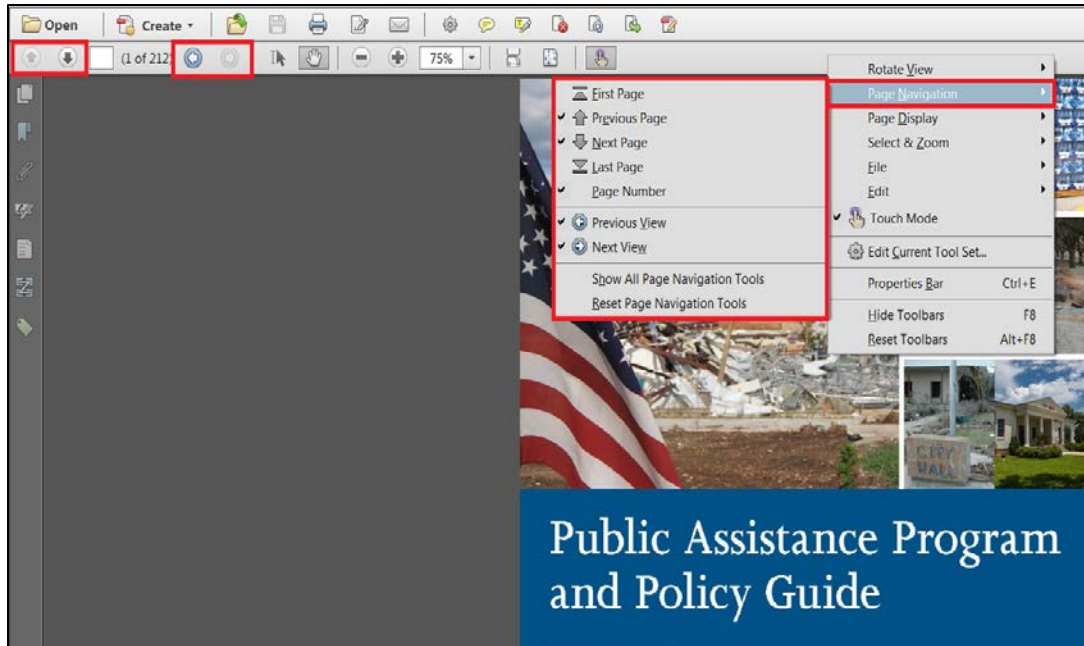 Open
Create
(1 of 212)
75%
Rotate View
Page Navigation
Page Display
Select & Zoom
File
Edit
Touch Mode
Edit Current Tool Set...
Properties Bar Ctrl+E
Hide Toolbars F8
Reset Toolbars Alt+F8
First Page
Previous Page
Next Page
Last Page
Page Number
Previous View
Next View
Show All Page Navigation Tools
Reset Page Navigation Tools
CITY
HALL
Public Assistance Program
and Policy Guide